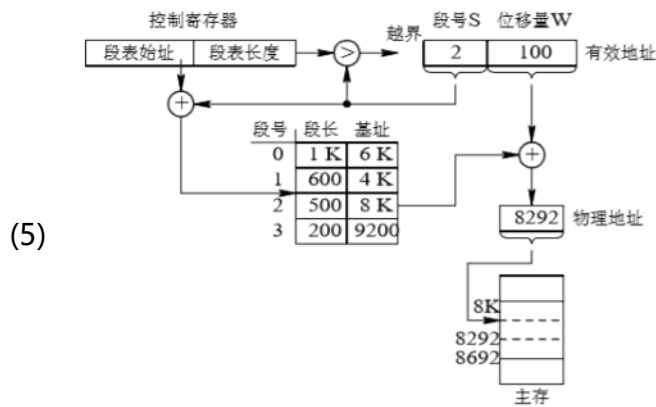 控制寄存器
段号S 位移量W
段表始址 段表长度 > 越界 2 100 有效地址
+
段号 段长 基址
0 1 K 6 K
+
1 600 4 K
2 500 8 K
8292 物理地址
3 200 9200
(5)
8K
8292
8692
主存